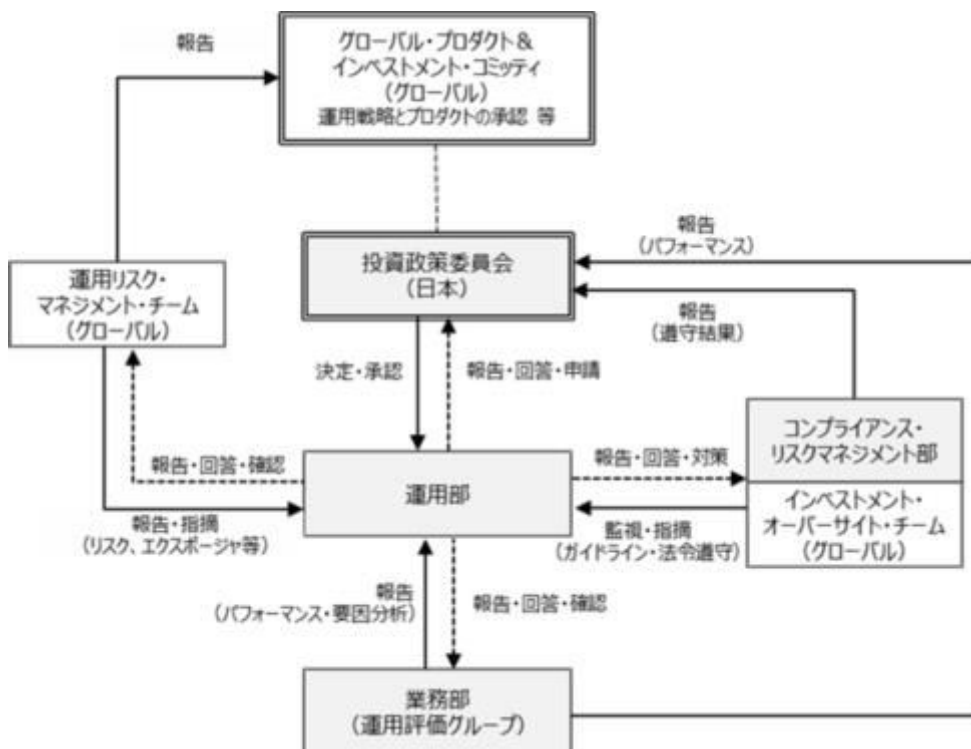 報告
グローバル・プロダクト&
インベストメント・コミッティ
(グローバル)
運用戦略とプロダクトの承認 等
報告
(パフォーマンス)
投資政策委員会
(日本)
運用リスク・
マネジメント・チーム
(グローバル)
報告
(遵守結果)
決定・承認
報告・回答・申請
コンプライアンス・
リスクマネジメント部
報告・回答・確認
運用部
報告・回答・対策
インベストメント・
オーバーサイト・チーム
(グローバル)
報告・指摘
(リスク、エクスポージャ等)
監視・指摘
(ガイドライン・法令遵守)
報告
(パフォーマンス・要因分析)
報告・回答・確認
業務部
(運用評価グループ)